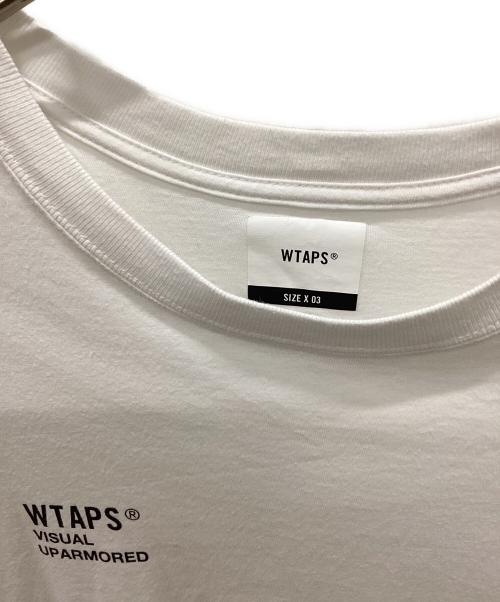 WTAPS®
SIZE X 03
WTAPS®
VISUAL
UPARMORED